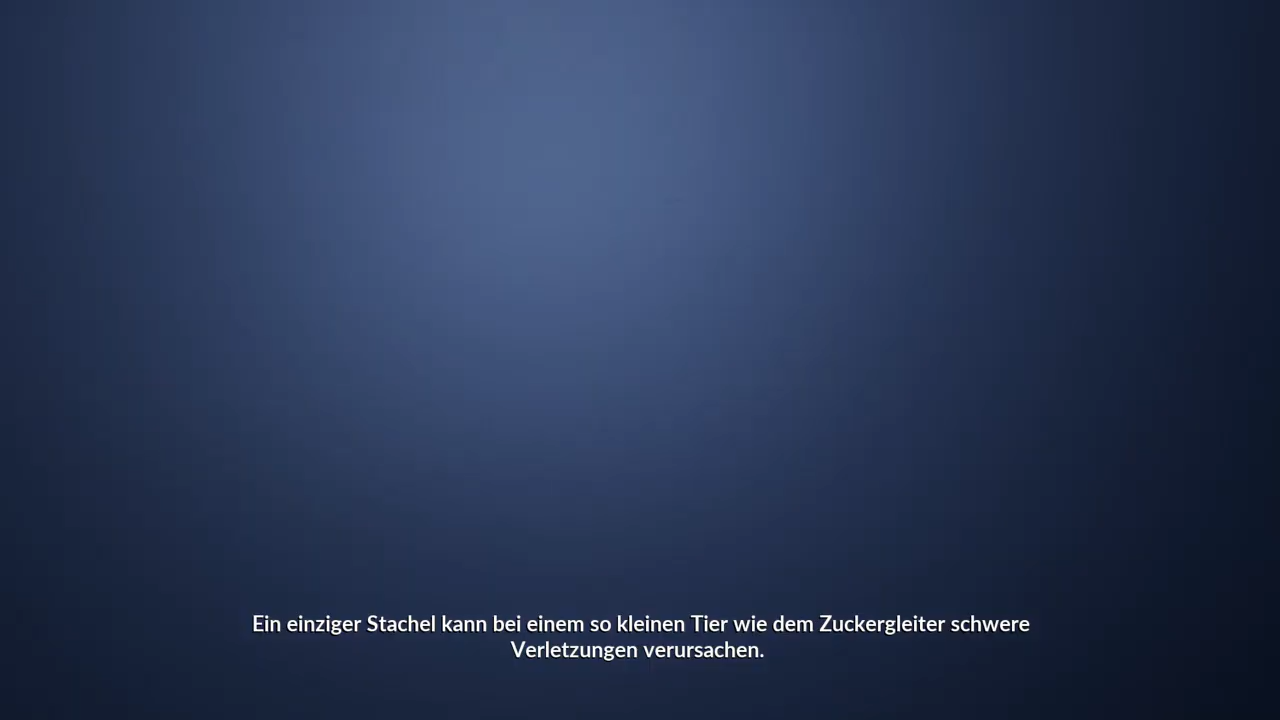 Ein einziger Stachel kann bei einem so kleinen Tier wie dem Zuckergleiter schwere
Verletzungen verursachen.